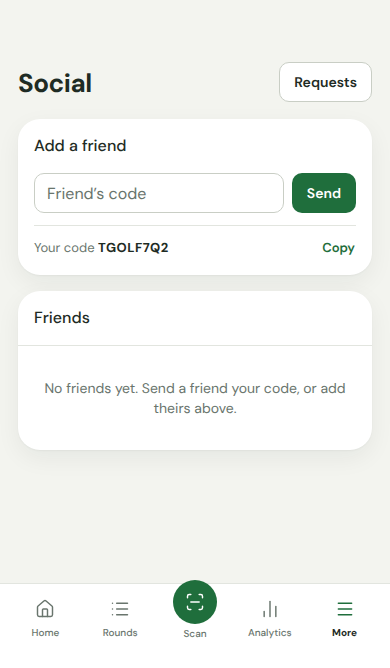 Social
Requests
Add a friend
Friend's code
Send
Your code TGOLF7Q2
Copy
Friends
No friends yet. Send a friend your code, or add
theirs above.
Home
Rounds
Scan
Analytics
More